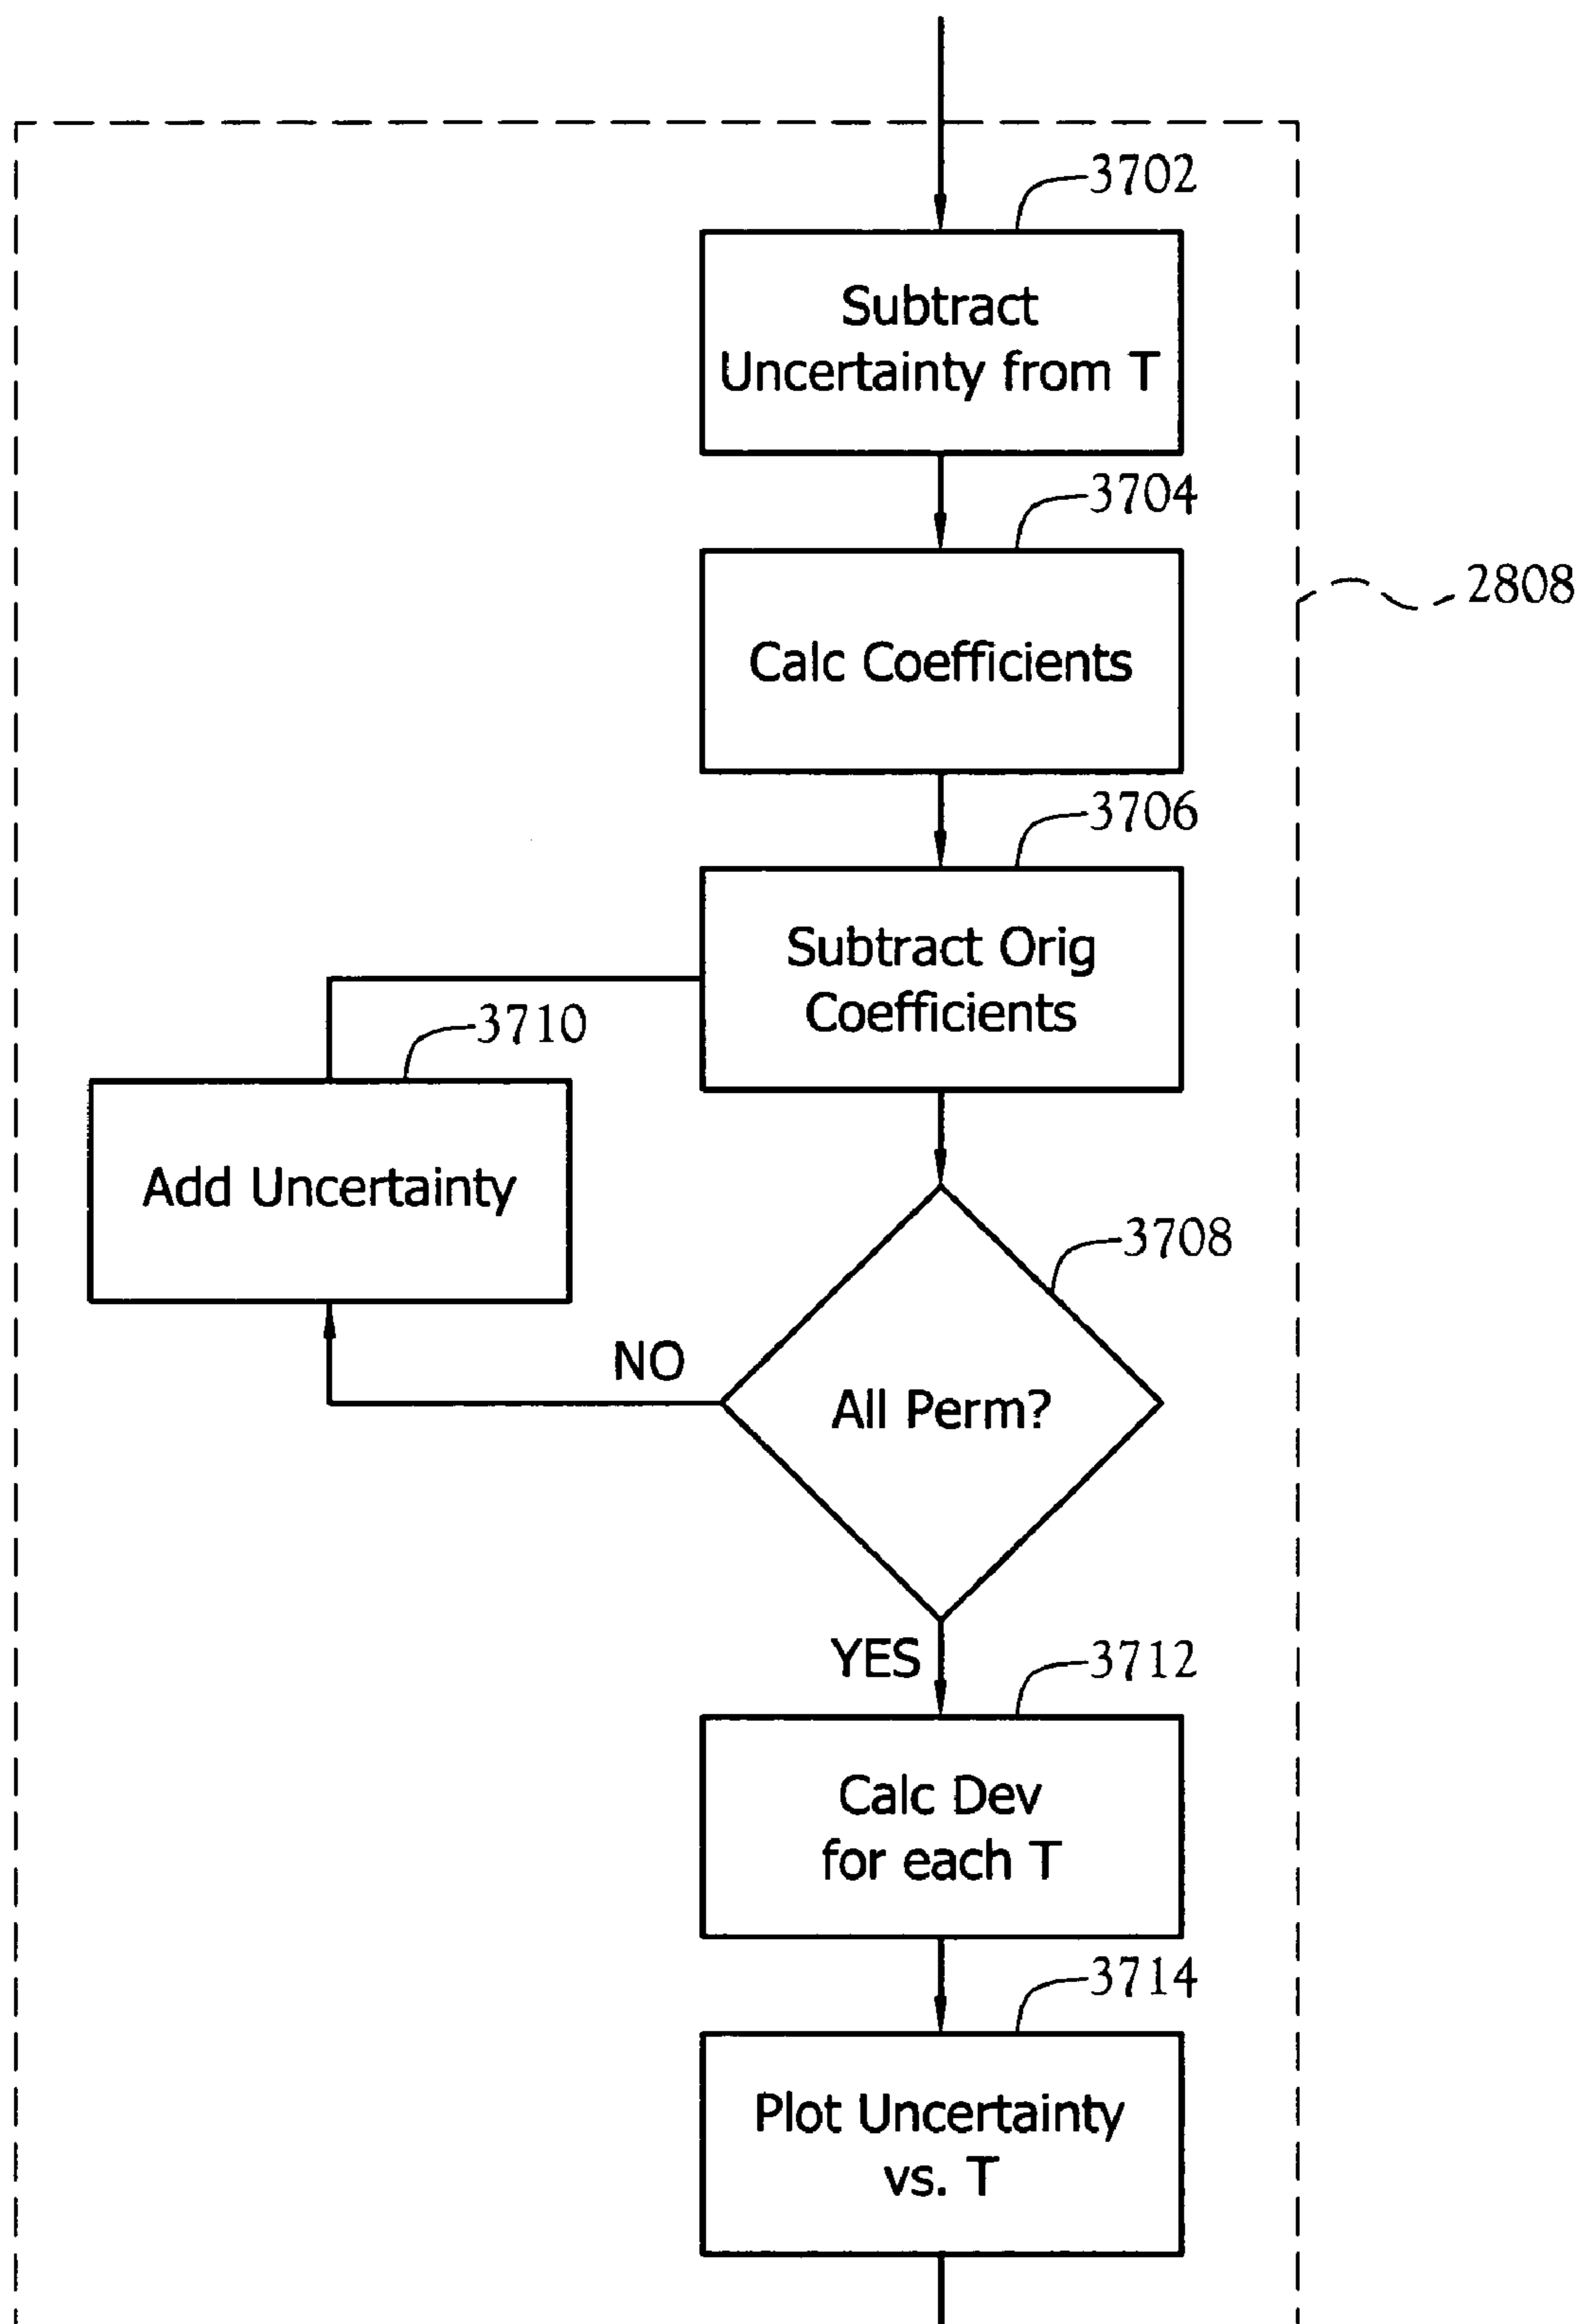 3702
Subtract
Uncertainty from T
3704
2808
Calc Coefficients
3706
Subtract Orig
Coefficients
3710
Add Uncertainty
3708
NO
All Perm?
YES
3712
Calc Dev
for each T
3714
Plot Uncertainty
vs. T